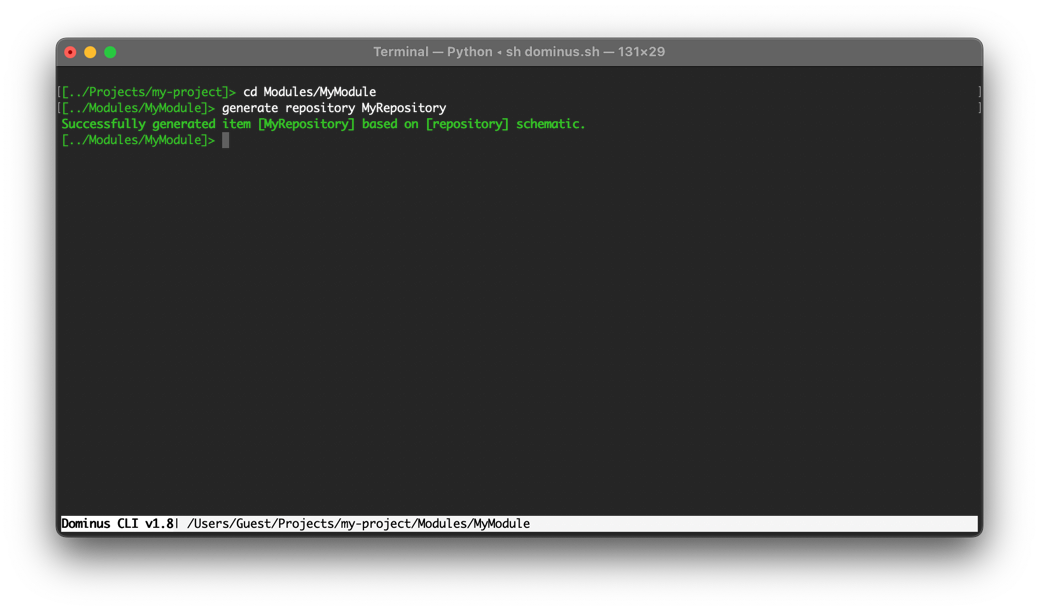 Terminal — Python ◂ sh dominus.sh — 131×29
[[../Projects/my-project]> cd Modules/MyModule ]
[[../Modules/MyModule]> generate repository MyRepository ]
Successfully generated item [MyRepository] based on [repository] schematic.
[../Modules/MyModule]>
Dominus CLI v1.8| /Users/Guest/Projects/my-project/Modules/MyModule